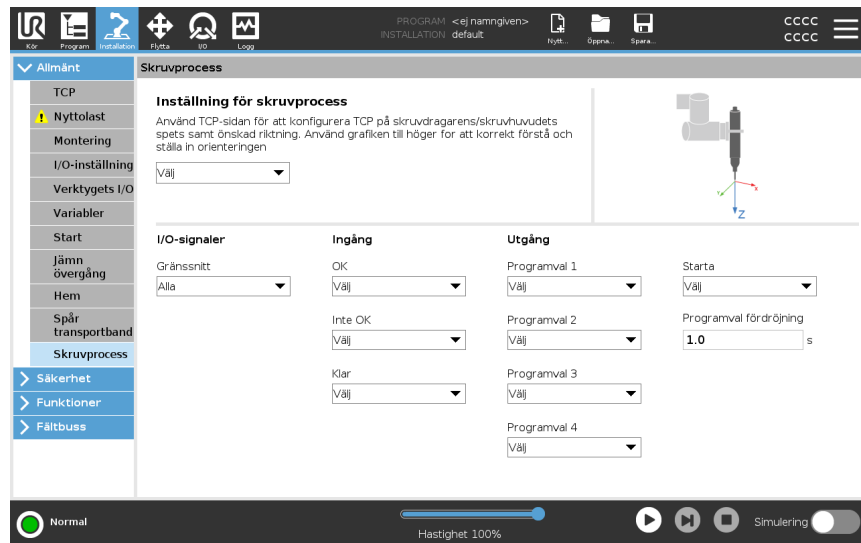 PROGRAM <ej namngiven>
INSTALLATION default
CCCC
CCCC
Kör Program Installation Flytta I/O Logg Nytt... Öppna... Spara...
Allmänt
TCP
Nyttolast
Montering
I/O-inställning
Verktygets I/O
Variabler
Start
Jämn
övergång
Hem
Spår
transportband
Skruvprocess
Säkerhet
Funktioner
Fältbuss
Skruvprocess
Inställning för skruvprocess
Använd TCP-sidan för att konfigurera TCP på skruvdragarens/skruvhuvudets
spets samt önskad riktning. Använd grafiken till höger for att korrekt förstå och
ställa in orienteringen
Välj
Y
X
Z
I/O-signaler
Gränssnitt
Alla
Ingång
OK
Välj
Inte OK
Välj
Klar
Välj
Utgång
Programval 1
Välj
Programval 2
Välj
Programval 3
Välj
Programval 4
Välj
Starta
Välj
Programval fördröjning
1.0 s
Normal
Hastighet 100%
Simulering